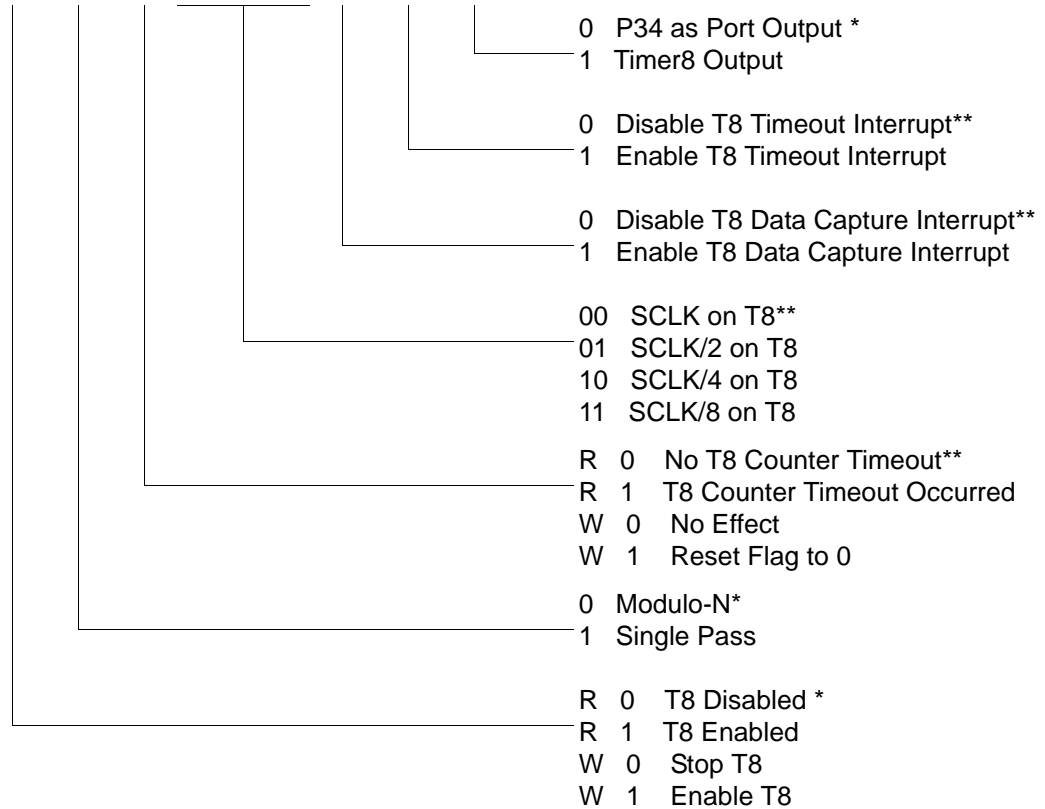 0 P34 as Port Output *
1 Timer8 Output
0 Disable T8 Timeout Interrupt**
1 Enable T8 Timeout Interrupt
0 Disable T8 Data Capture Interrupt**
1 Enable T8 Data Capture Interrupt
00 SCLK on T8**
01 SCLK/2 on T8
10 SCLK/4 on T8
11 SCLK/8 on T8
R 0 No T8 Counter Timeout**
R 1 T8 Counter Timeout Occurred
W 0 No Effect
W 1 Reset Flag to 0
0 Modulo-N*
1 Single Pass
R 0 T8 Disabled *
R 1 T8 Enabled
W 0 Stop T8
W 1 Enable T8